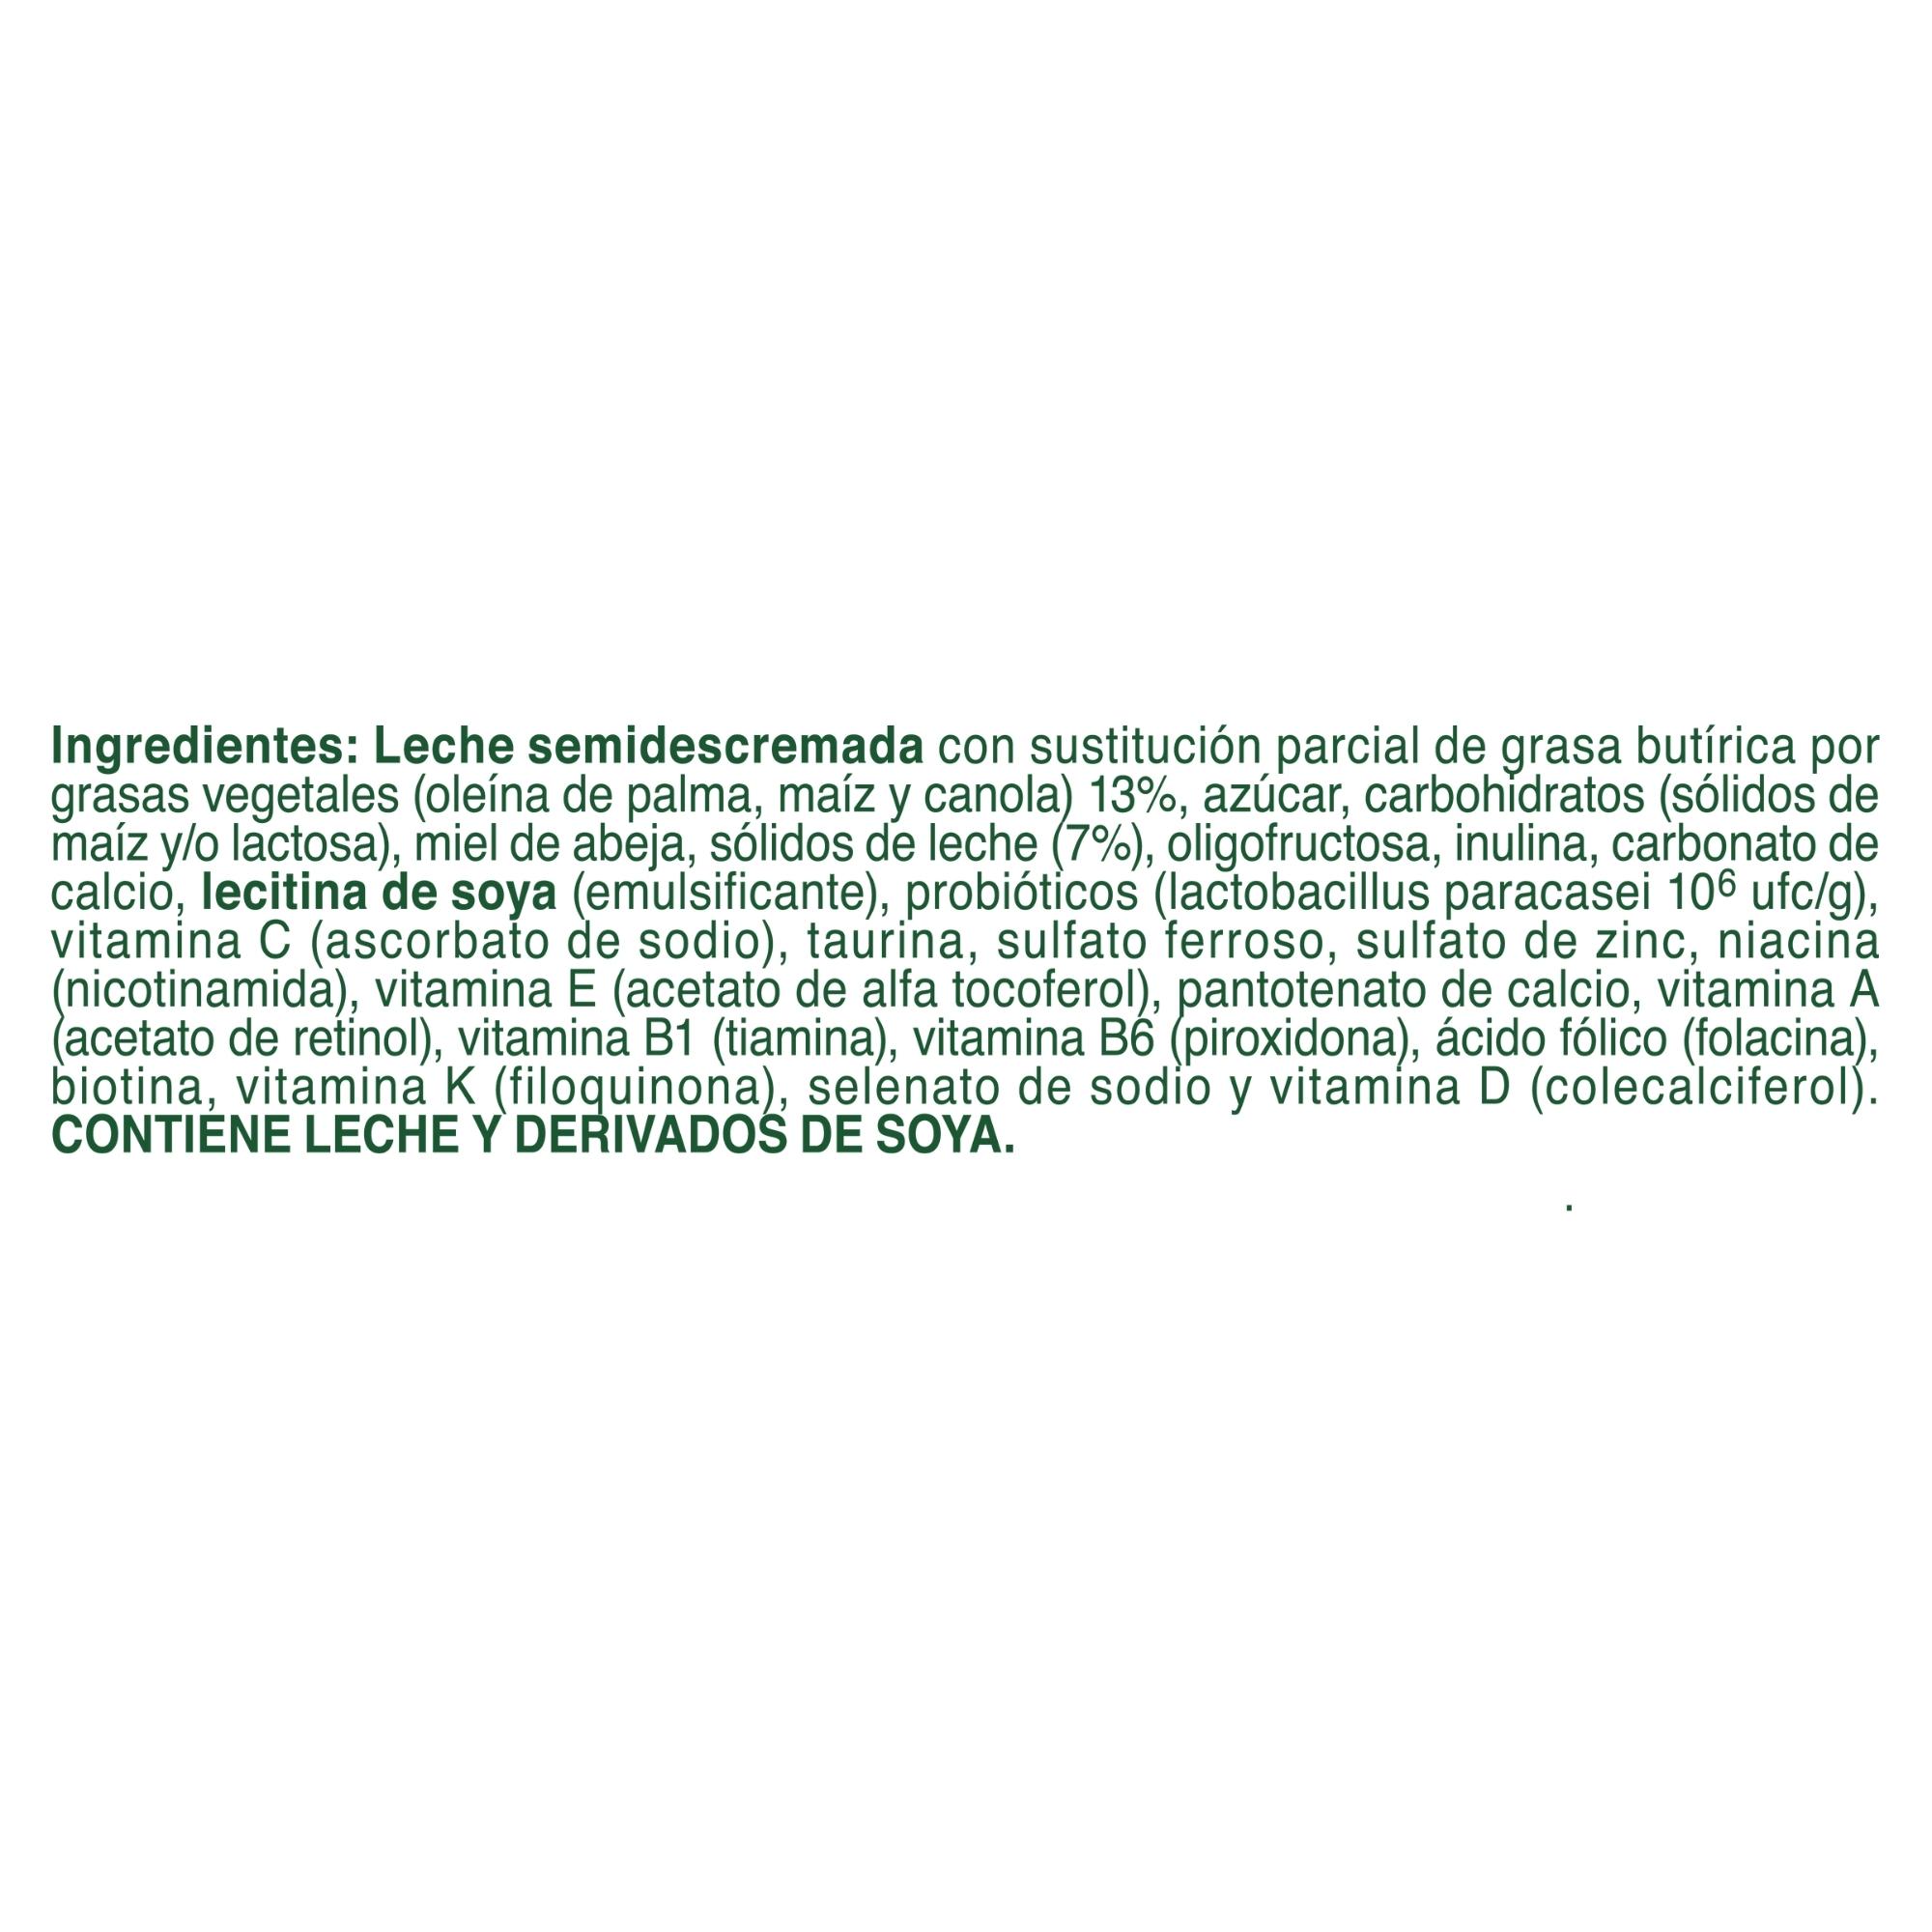 Ingredientes: Leche semidescremada con sustitución parcial de grasa butírica por
grasas vegetales (oleína de palma, maíz y canola) 13%, azúcar, carbohidratos (sólidos de
maíz y/o lactosa), miel de abeja, sólidos de leche (7%), oligofructosa, inulina, carbonato de
calcio, lecitina de soya (emulsificante), probióticos (lactobacillus paracasei 10⁶ ufc/g),
vitamina C (ascorbato de sodio), taurina, sulfato ferroso, sulfato de zinc, niacina
(nicotinamida), vitamina E (acetato de alfa tocoferol), pantotenato de calcio, vitamina A
(acetato de retinol), vitamina B1 (tiamina), vitamina B6 (piroxidona), ácido fólico (folacina),
biotina, vitamina K (filoquinona), selenato de sodio y vitamina D (colecalciferol).
CONTIENE LECHE Y DERIVADOS DE SOYA.
.